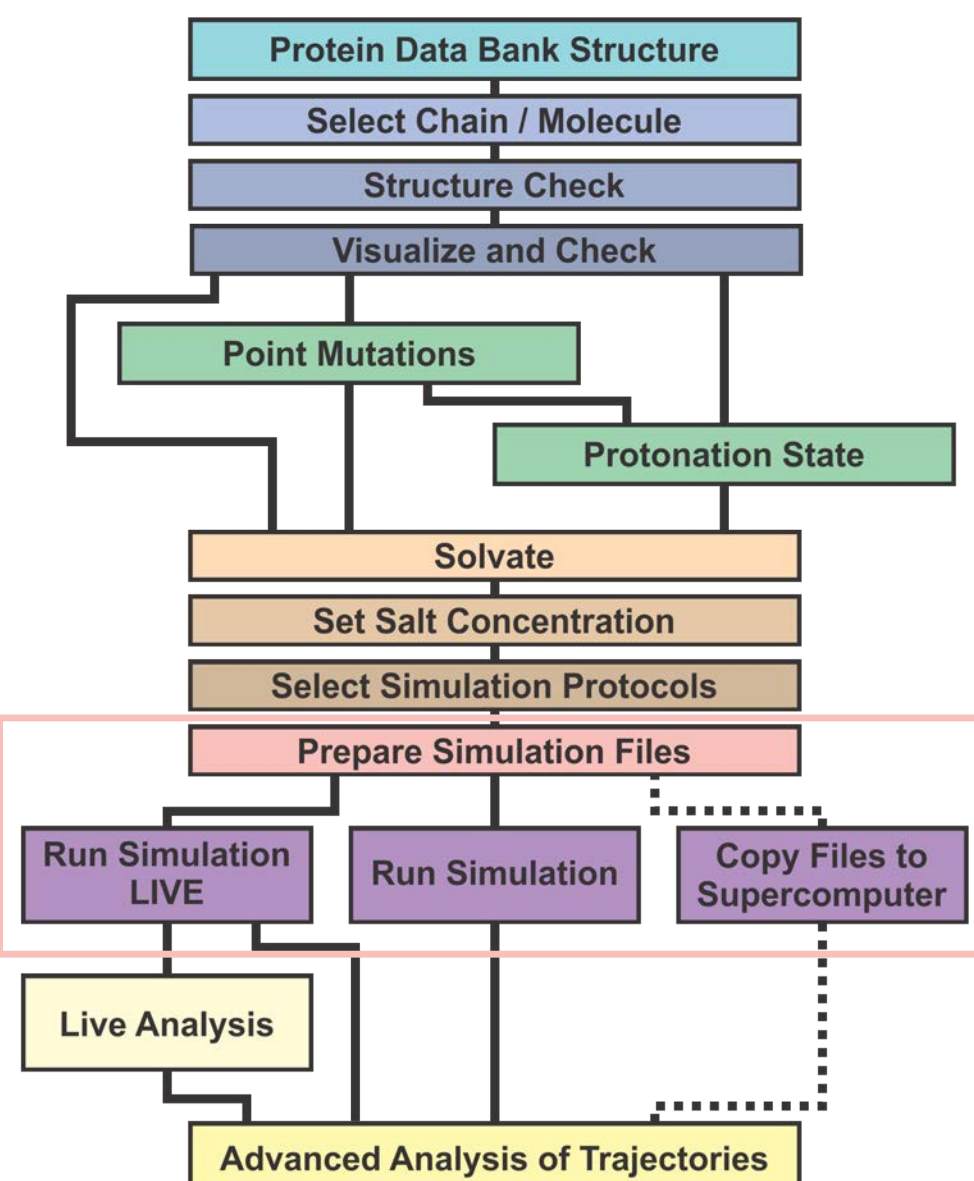 Protein Data Bank Structure
Select Chain / Molecule
Structure Check
Visualize and Check
Point Mutations
Protonation State
Solvate
Set Salt Concentration
Select Simulation Protocols
Prepare Simulation Files
Run Simulation
LIVE
Run Simulation
Copy Files to
Supercomputer
Live Analysis
Advanced Analysis of Trajectories